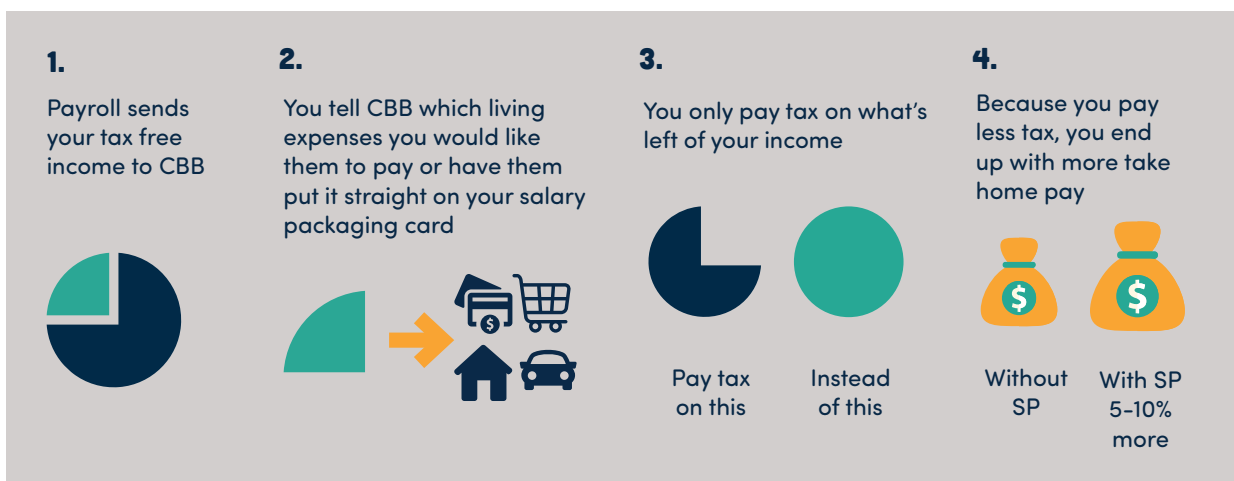 1.
Payroll sends
your tax free
income to CBB
2.
You tell CBB which living
expenses you would like
them to pay or have them
put it straight on your salary
packaging card
$
3.
You only pay tax on what's
left of your income
Pay tax
on this
Instead
of this
4.
Because you pay
less tax, you end
up with more take
home pay
$
$
Without
SP
With SP
5-10%
more